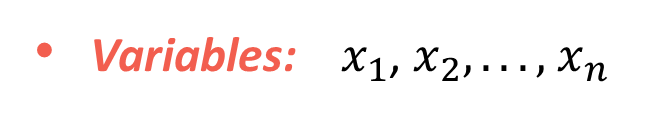 • Variables: x₁, x₂,..., xₙ